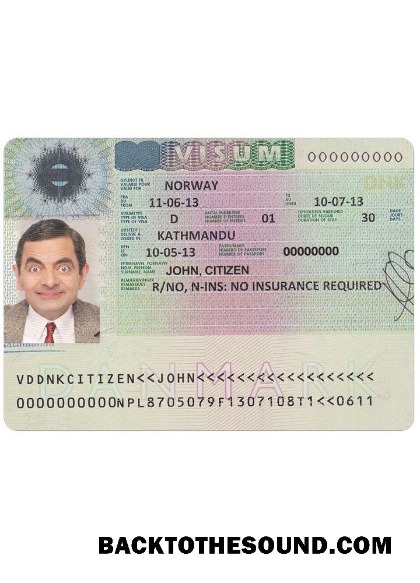 VISUM
000000000
DNK
NORWAY
11-06-13 10-07-13
D 01 30
KATHMANDU
10-05-13 00000000
JOHN, CITIZEN
R/NO, N-INS: NO INSURANCE REQUIRED
DANMARK
VDDNKCITIZEN<<JOHN<<<<<<<<<<<<<<<<<<
0000000000NPL8705079F1307108T1<<0611
BACKTOTHESOUND.COM